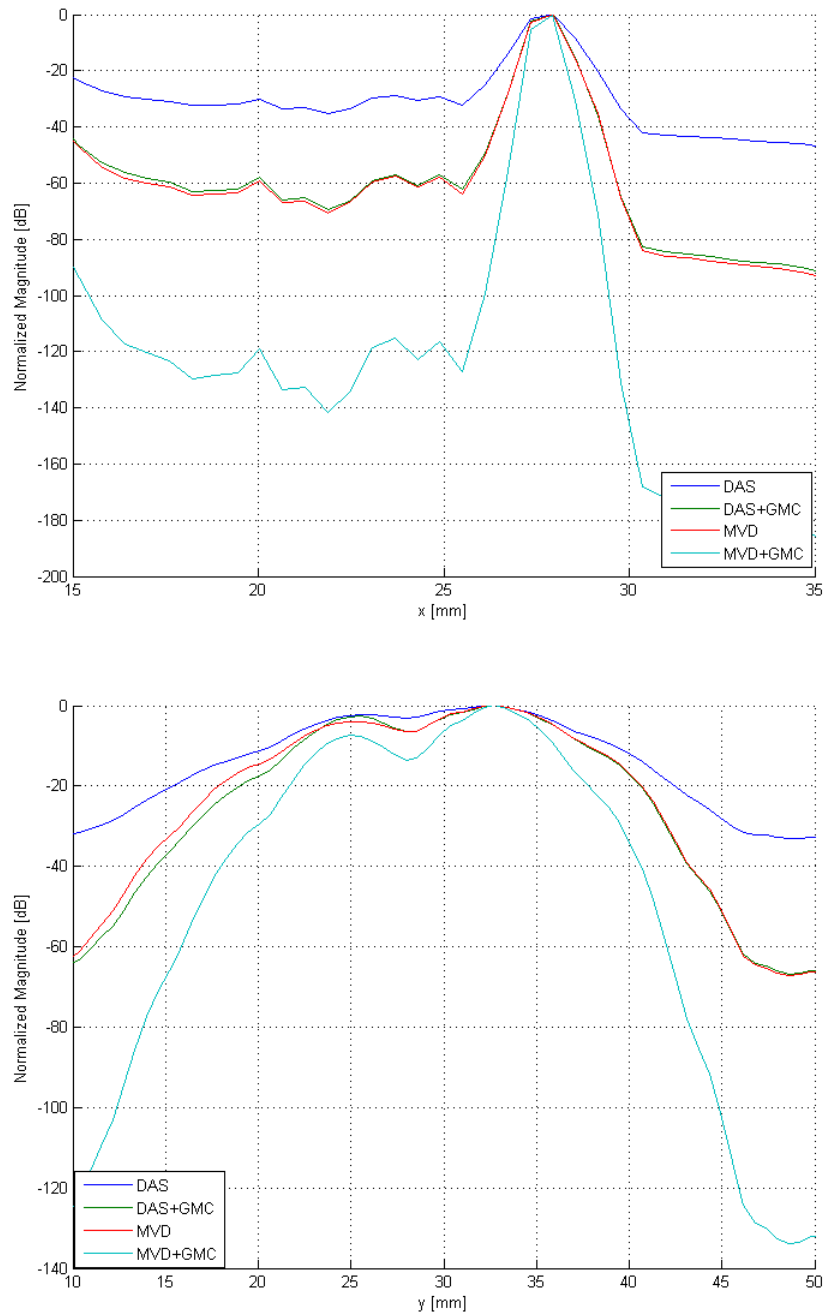 0
-20
-40
-60
-80
-100
-120
-140
-160
-180
-200
Normalized Magnitude [dB]
15
20
25
30
35
x [mm]
DAS
DAS+GMC
MVD
MVD+GMC
0
-20
-40
-60
-80
-100
-120
-140
Normalized Magnitude [dB]
10
15
20
25
30
35
40
45
50
y [mm]
DAS
DAS+GMC
MVD
MVD+GMC